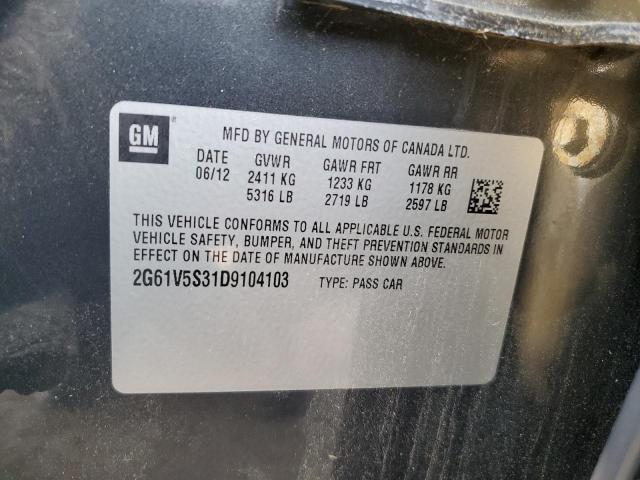 GM
MFD BY GENERAL MOTORS OF CANADA LTD.
DATE GVWR GAWR FRT GAWR RR
06/12 2411 KG 1233 KG 1178 KG
5316 LB 2719 LB 2597 LB
THIS VEHICLE CONFORMS TO ALL APPLICABLE U.S. FEDERAL MOTOR
VEHICLE SAFETY, BUMPER, AND THEFT PREVENTION STANDARDS IN
EFFECT ON THE DATE OF MANUFACTURE SHOWN ABOVE.
2G61V5S31D9104103 TYPE: PASS CAR